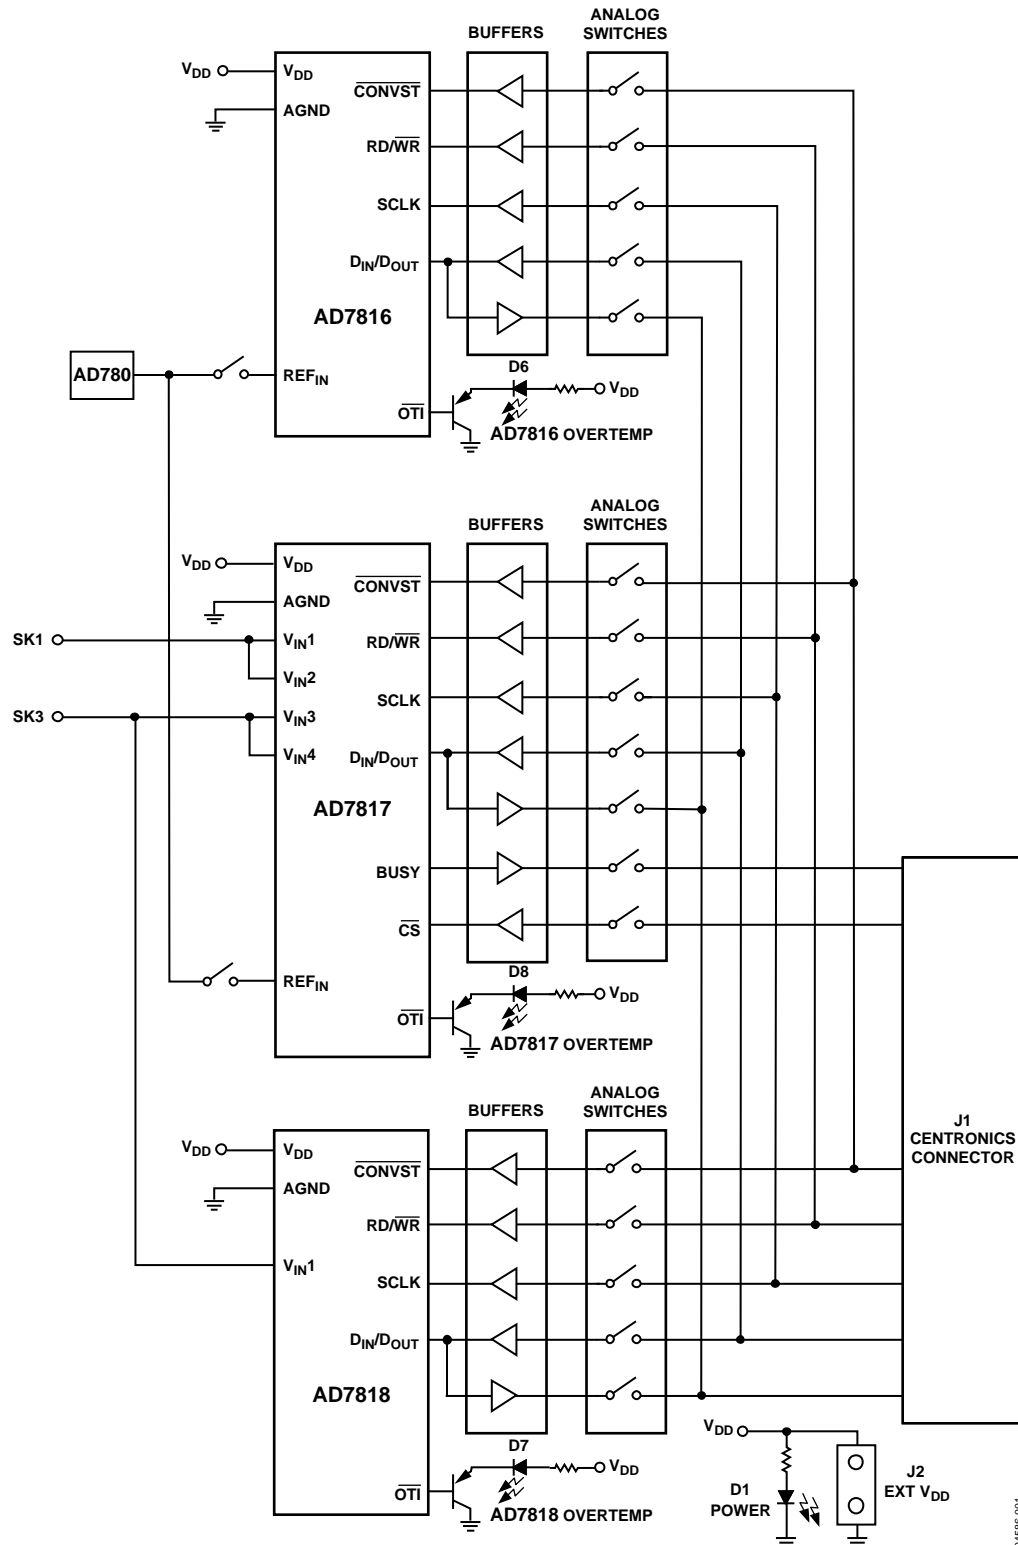 BUFFERS
ANALOG
SWITCHES
VDD
VDD
CONVST
AGND
RD/WR
SCLK
DIN/DOUT
AD7816
AD780
REFIN
OTI
D6
VDD
AD7816 OVERTEMP
BUFFERS
ANALOG
SWITCHES
VDD
VDD
CONVST
AGND
SK1
VIN1
RD/WR
VIN2
SCLK
SK3
VIN3
VIN4
DIN/DOUT
AD7817
BUSY
CS
REFIN
OTI
D8
VDD
AD7817 OVERTEMP
BUFFERS
ANALOG
SWITCHES
VDD
VDD
CONVST
AGND
RD/WR
VIN1
SCLK
DIN/DOUT
AD7818
OTI
D7
VDD
AD7818 OVERTEMP
J1
CENTRONICS
CONNECTOR
VDD
D1
POWER
J2
EXT VDD